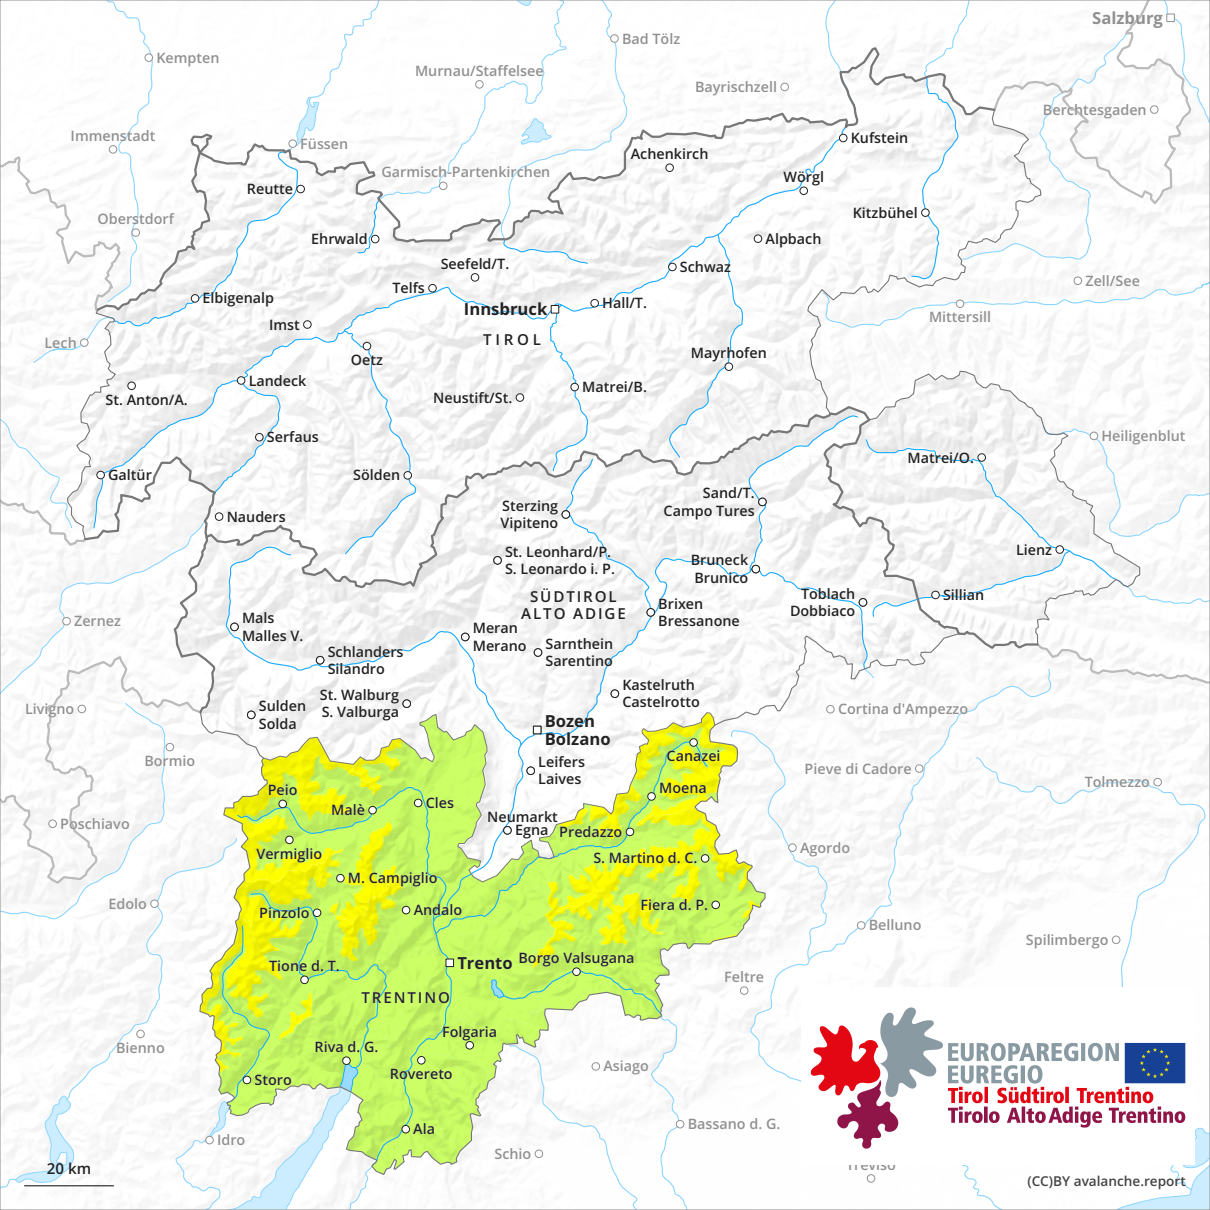 Salzburg
Bad Tölz
Kempten
Murnau/Staffelsee
Bayrischzell
Berchtesgaden
Immenstadt
Füssen
Kufstein
Achenkirch
Garmisch-Partenkirchen
Wörgl
Reutte
Oberstdorf
Kitzbühel
Ehrwald
Alpbach
Seefeld/T.
Schwaz
Zell/See
Telfs
Elbigenalp
Innsbruck
Hall/T.
Mittersill
Imst
TIROL
Lech
Oetz
Mayrhofen
Landeck
Matrei/B.
St. Anton/A.
Neustift/St.
Serfaus
Heiligenblut
Matrei/O.
Galtür
Sölden
Sand/T.
Campo Tures
Sterzing
Vipiteno
Nauders
Lienz
St. Leonhard/P.
S. Leonardo i. P.
Bruneck
Brunico
SÜDTIROL
ALTO ADIGE
Toblach
Dobbiaco
Sillian
Brixen
Bressanone
Zernez
Mals
Malles V.
Meran
Merano
Sarnthein
Sarentino
Schlanders
Silandro
Kastelruth
Castelrotto
St. Walburg
S. Valburga
Sulden
Solda
Livigno
Cortina d'Ampezzo
Bozen
Bolzano
Bormio
Canazei
Leifers
Laives
Pieve di Cadore
Tolmezzo
Peio
Moena
Malè
Cles
Neumarkt
Egna
Poschiavo
Predazzo
Vermiglio
Agordo
S. Martino d. C.
M. Campiglio
Edolo
Pinzolo
Andalo
Fiera d. P.
Belluno
Spilimbergo
Trento
Borgo Valsugana
Tione d. T.
Feltre
TRENTINO
Folgaria
Bienno
Riva d. G.
Rovereto
Asiago
Storo
EUROPAREGION
EUREGIO
Tirol Südtirol Trentino
Tirolo Alto Adige Trentino
Ala
Bassano d. G.
Idro
Schio
Treviso
20 km
(CC)BY avalanche.report